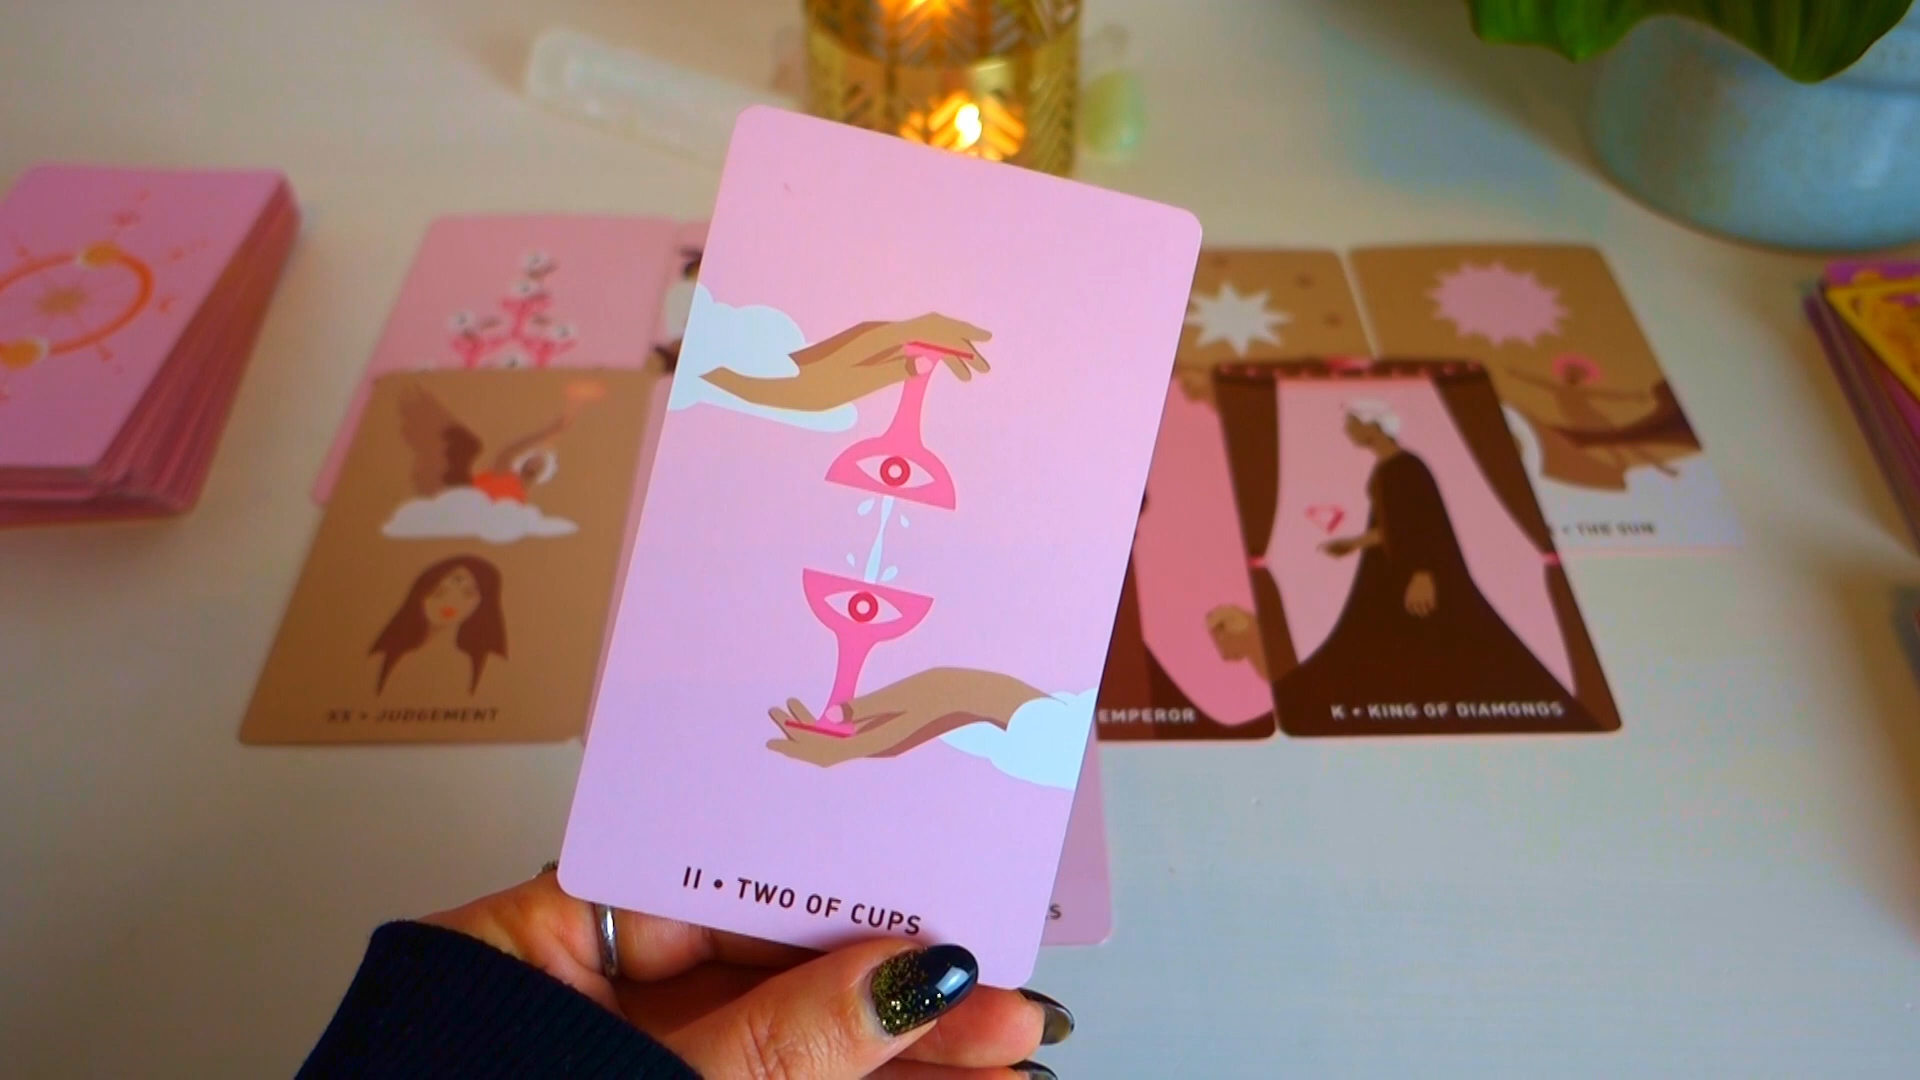 II • TWO OF CUPS
XX • JUDGEMENT
EMPEROR
K • KING OF DIAMONDS
• THE SUN
S